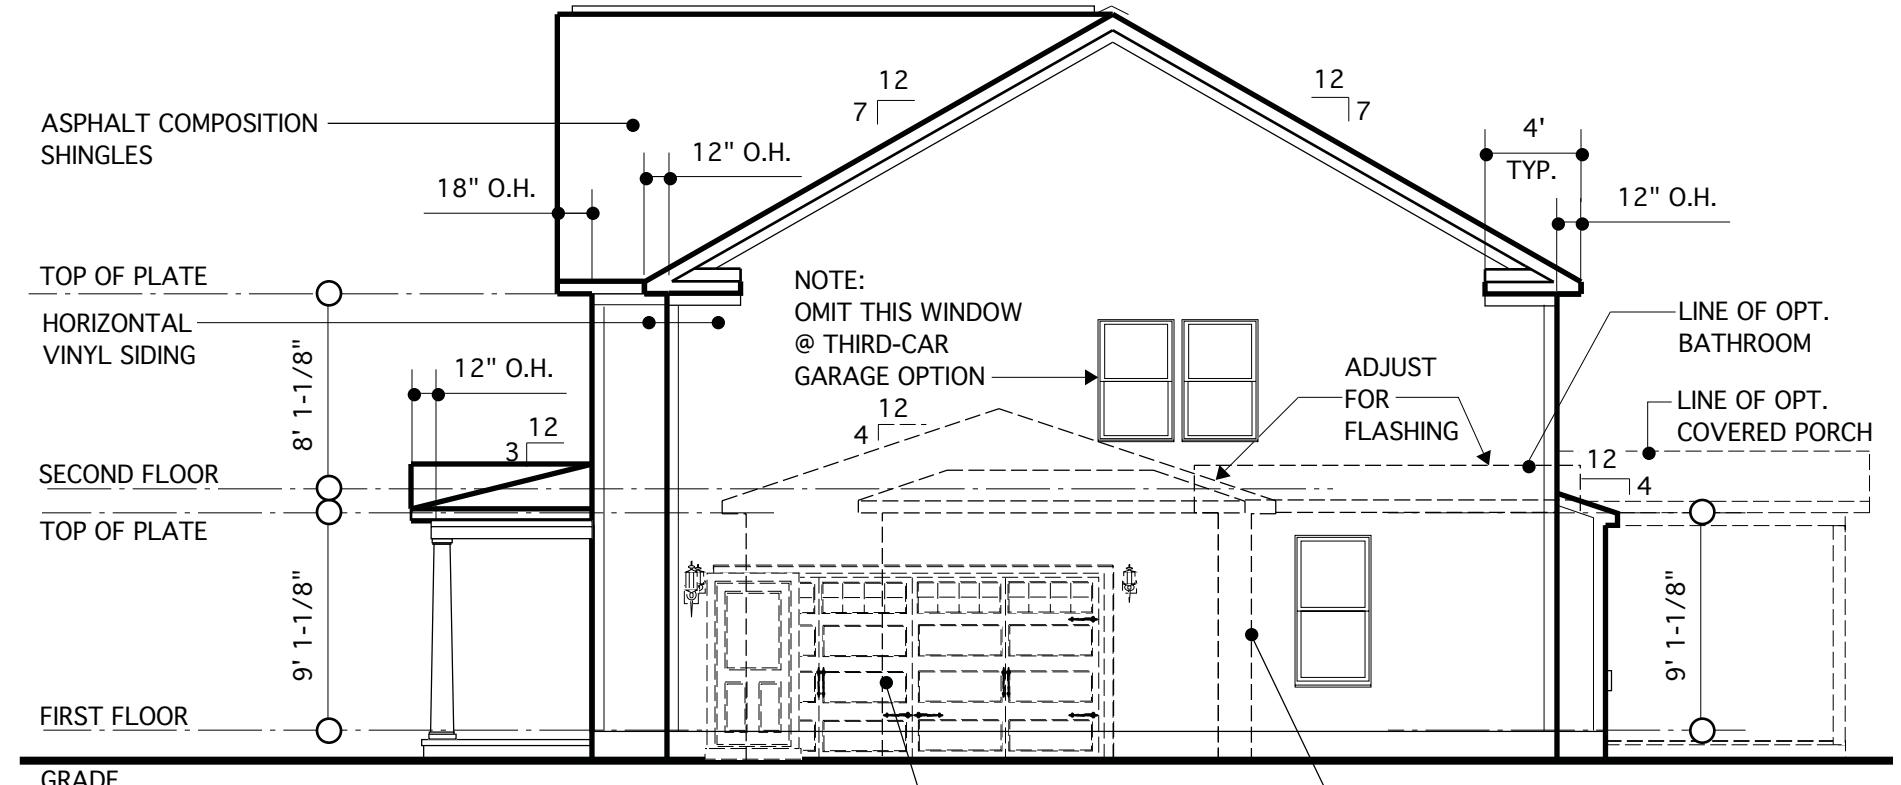 12
7
12
7
ASPHALT COMPOSITION
SHINGLES
4'
TYP.
12" O.H.
18" O.H.
12" O.H.
TOP OF PLATE
NOTE:
OMIT THIS WINDOW
@ THIRD-CAR
GARAGE OPTION
HORIZONTAL
VINYL SIDING
LINE OF OPT.
BATHROOM
8' 1-1/8"
12" O.H.
ADJUST
FOR
FLASHING
LINE OF OPT.
COVERED PORCH
12
4
12
3
12
4
SECOND FLOOR
TOP OF PLATE
9' 1-1/8"
9' 1-1/8"
FIRST FLOOR
GRADE